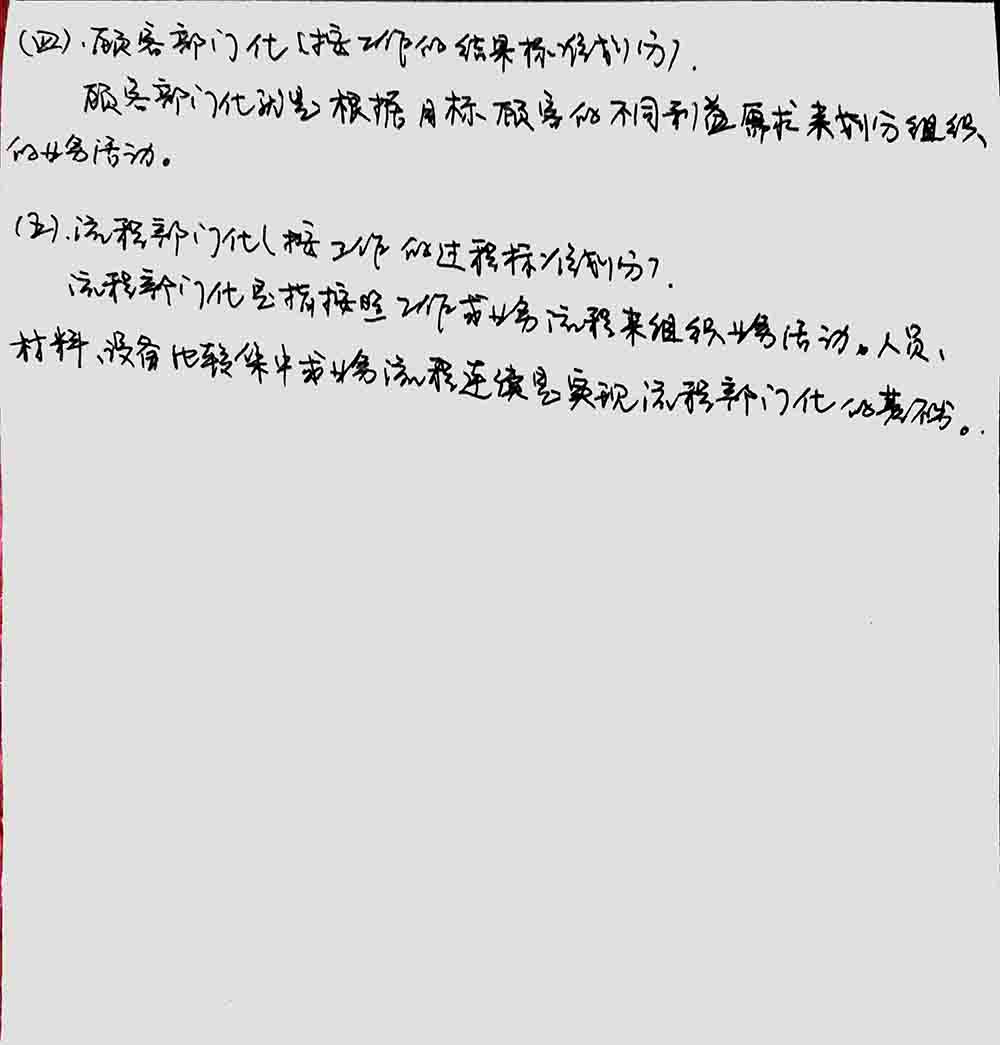 (四).顾客部门化(按工作的结果标准划分).
顾客部门化就是根据目标顾客的不同利益需求来划分组织
的业务活动。
(五).流程部门化(按工作的过程标准划分).
流程部门化是指按照工作或业务流程来组织业务活动。人员、
材料、设备比较集中或业务流程连续是实现流程部门化的基础。